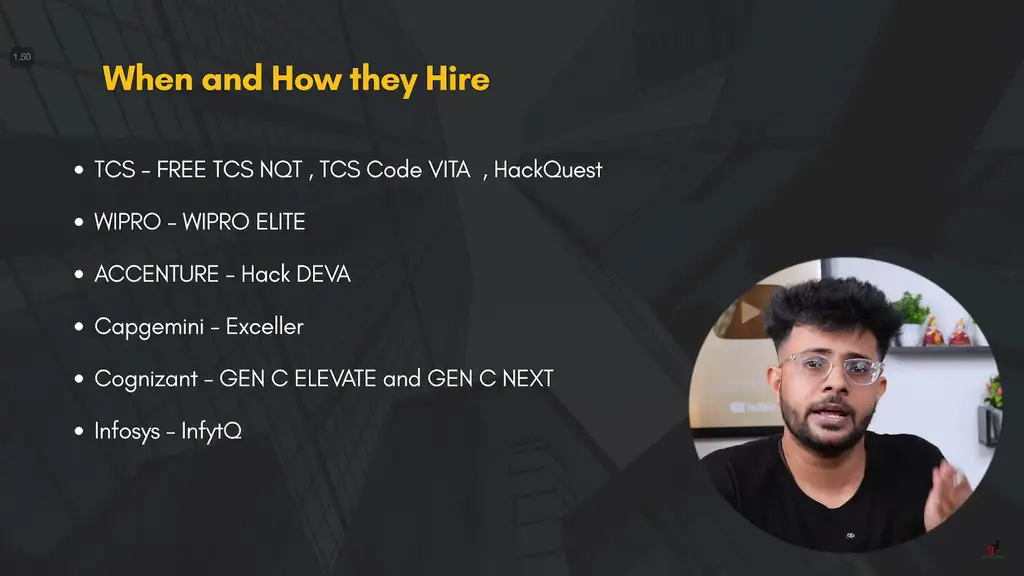 1.50
When and How they Hire
• TCS - FREE TCS NQT , TCS Code VITA , HackQuest
• WIPRO - WIPRO ELITE
• ACCENTURE - Hack DEVA
• Capgemini - Exceller
• Cognizant - GEN C ELEVATE and GEN C NEXT
• Infosys - InfytQ
YouTube